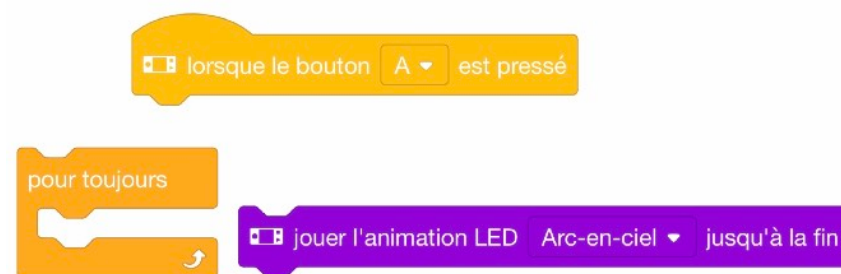 lorsque le bouton A est pressé
pour toujours
jouer l'animation LED Arc-en-ciel jusqu'à la fin